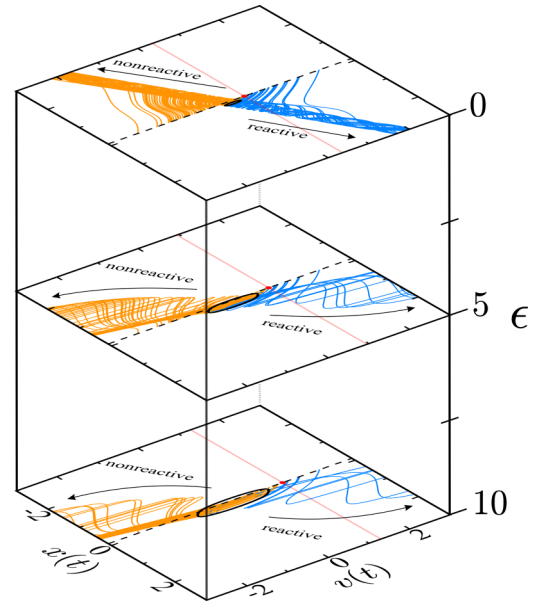 nonreactive
reactive
0
nonreactive
reactive
5
ϵ
nonreactive
reactive
10
-2
0
2
x(t)
-2
0
2
v(t)